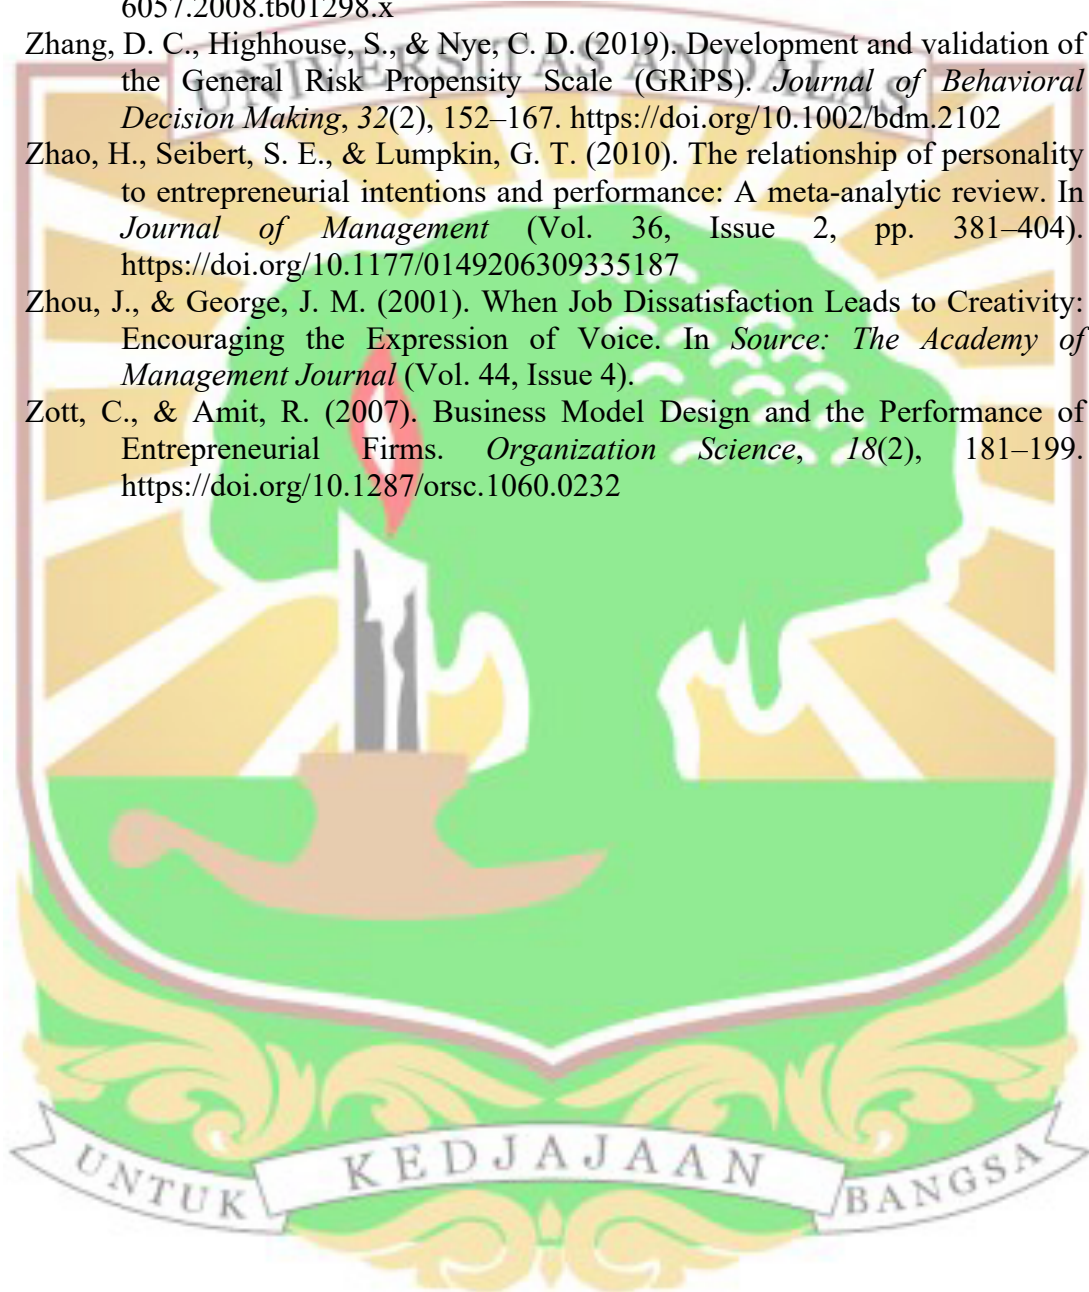 6057.2008.tb01298.x
Zhang, D. C., Highhouse, S., & Nye, C. D. (2019). Development and validation of
the General Risk Propensity Scale (GRiPS). Journal of Behavioral
Decision Making, 32(2), 152–167. https://doi.org/10.1002/bdm.2102
Zhao, H., Seibert, S. E., & Lumpkin, G. T. (2010). The relationship of personality
to entrepreneurial intentions and performance: A meta-analytic review. In
Journal of Management (Vol. 36, Issue 2, pp. 381–404).
https://doi.org/10.1177/0149206309335187
Zhou, J., & George, J. M. (2001). When Job Dissatisfaction Leads to Creativity:
Encouraging the Expression of Voice. In Source: The Academy of
Management Journal (Vol. 44, Issue 4).
Zott, C., & Amit, R. (2007). Business Model Design and the Performance of
Entrepreneurial Firms. Organization Science, 18(2), 181–199.
https://doi.org/10.1287/orsc.1060.0232
UNIVERSITAS ANDALAS
UNTUK KEDJAJAAN BANGSA